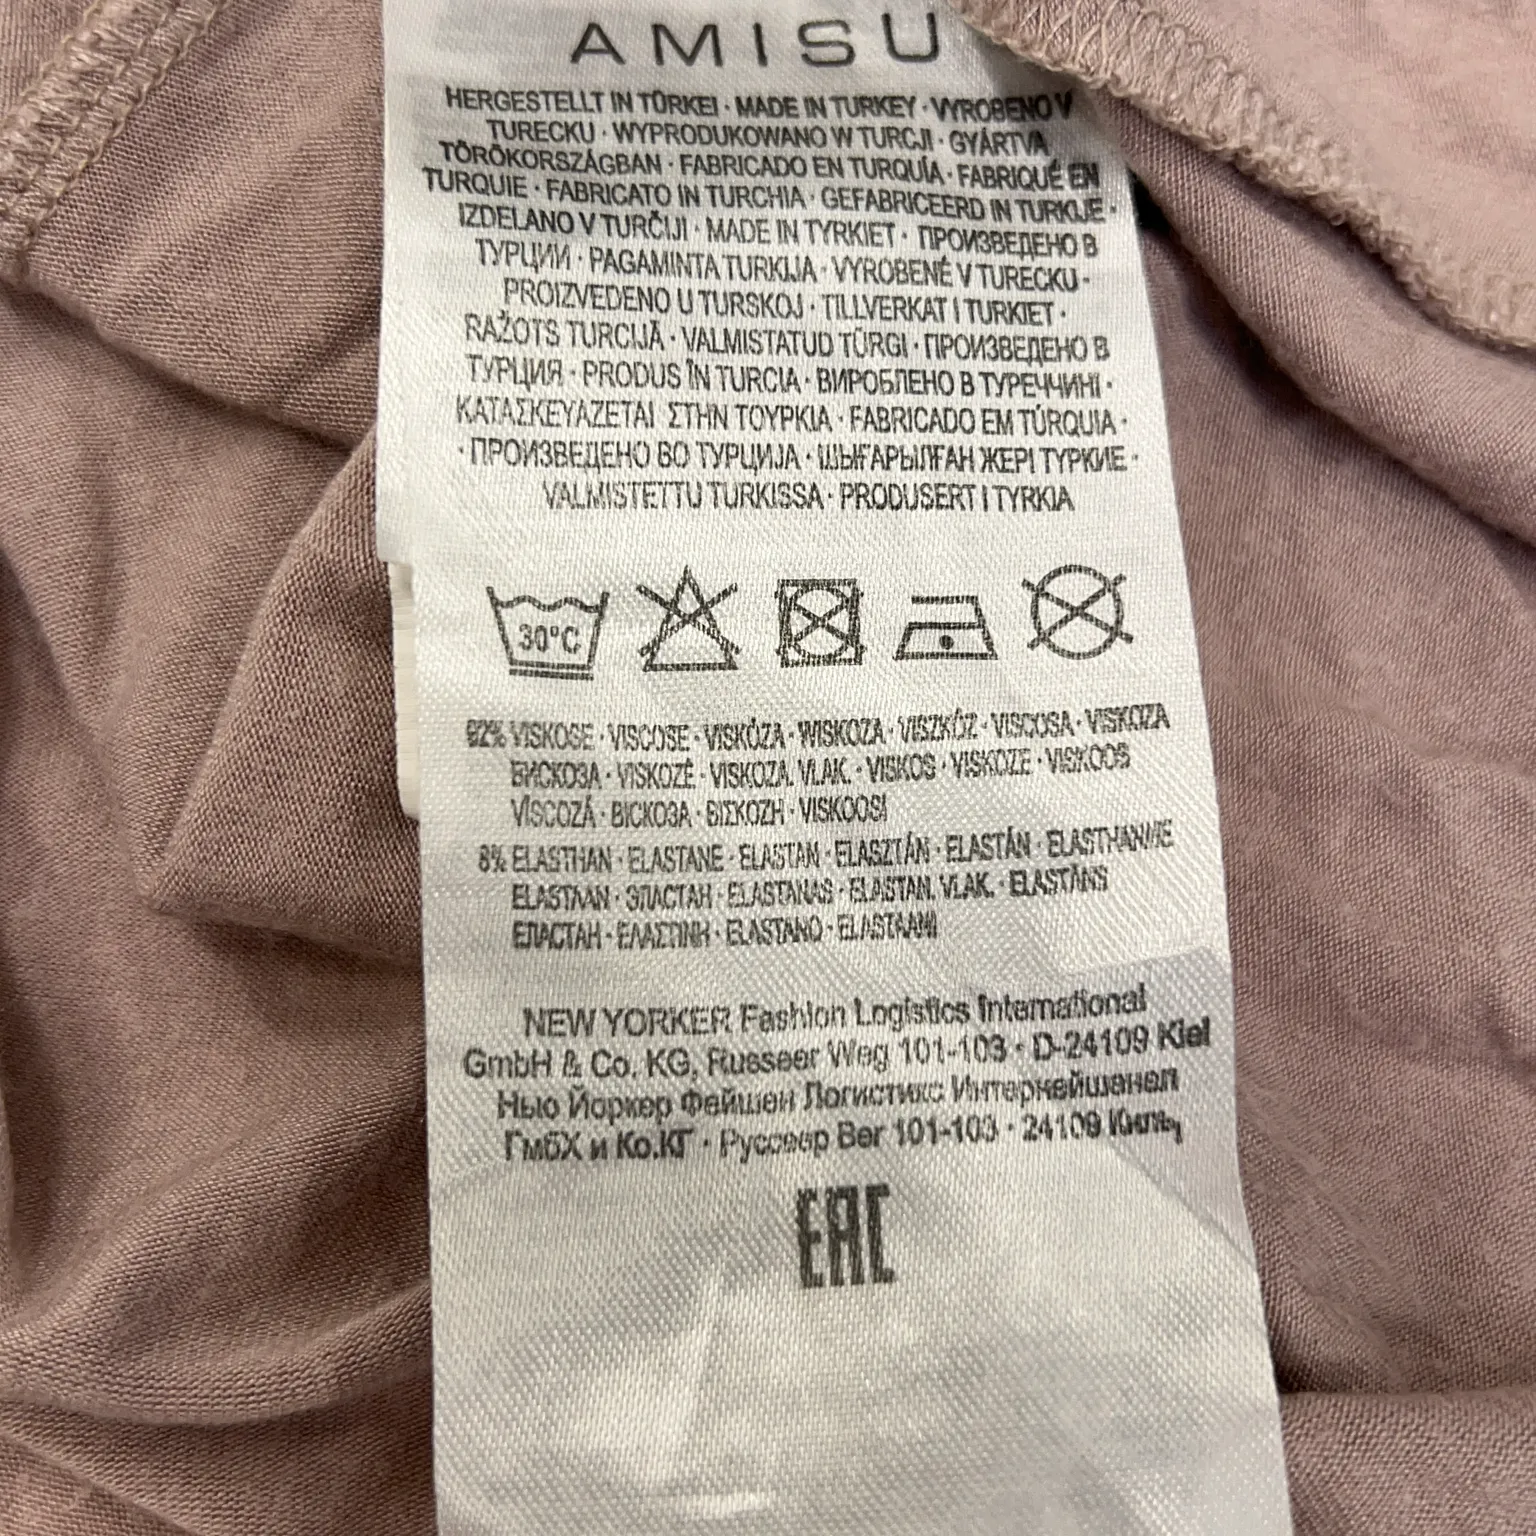 AMISU
HERGESTELLT IN TÜRKEI · MADE IN TURKEY · VYROBENO V
TURECKU · WYPRODUKOWANO W TURCJI · GYÁRTVA
TÖRÖKORSZÁGBAN · FABRICADO EN TURQUÍA · FABRIQUÉ EN
TURQUIE · FABRICATO IN TURCHIA · GEFABRICEERD IN TURKIJE ·
IZDELANO V TURČIJI · MADE IN TYRKIET · ПРОИЗВЕДЕНО В
ТУРЦИИ · PAGAMINTA TURKIJA · VYROBENÉ V TURECKU ·
PROIZVEDENO U TURSKOJ · TILLVERKAT I TURKIET ·
RAŽOTS TURCIJĀ · VALMISTATUD TÜRGI · ПРОИЗВЕДЕНО В
ТУРЦИЯ · PRODUS ÎN TURCIA · ВИРОБЛЕНО В ТУРЕЧЧИНІ ·
ΚΑΤΑΣΚΕΥΑΖΕΤΑΙ ΣΤΗΝ ΤΟΥΡΚΙΑ · FABRICADO EM TÚRQUIA ·
· ПРОИЗВЕДЕНО ВО ТУРЦИЈА · ШЫҒАРЫЛҒАН ЖЕРІ ТҮРКИЕ ·
VALMISTETTU TURKISSA · PRODUSERT I TYRKIA
30°C
92% VISKOSE · VISCOSE · VISKÓZA · WISKOZA · VISZKÓZ · VISCOSA · VISKOZA
ВИСКОЗА · VISKOZĖ · VISKOZA. VLAK. · VISKOS · VISKOZE · VISKOOS
VÎSCOZĂ · ВІСКОЗА · ΒΙΣΚΟΖΗ · VISKOOSI
8% ELASTHAN · ELASTANE · ELASTAN · ELASZTÁN · ELASTÁN · ELASTHANNE
ELASTAAN · ЭЛАСТАН · ELASTANAS · ELASTAN. VLAK. · ELASTĀNS
ЕЛАСТАН · ΕΛΑΣΤΙΝΗ · ELASTANO · ELASTAANI
NEW YORKER Fashion Logistics International
GmbH & Co. KG, Russeer Weg 101-103 · D-24109 Kiel
Нью Йоркер Фейшен Логистикс Интернейшенел
ГмбХ и Ко.КГ · Руссеер Вег 101-103 · 24109 Киль,
EAC